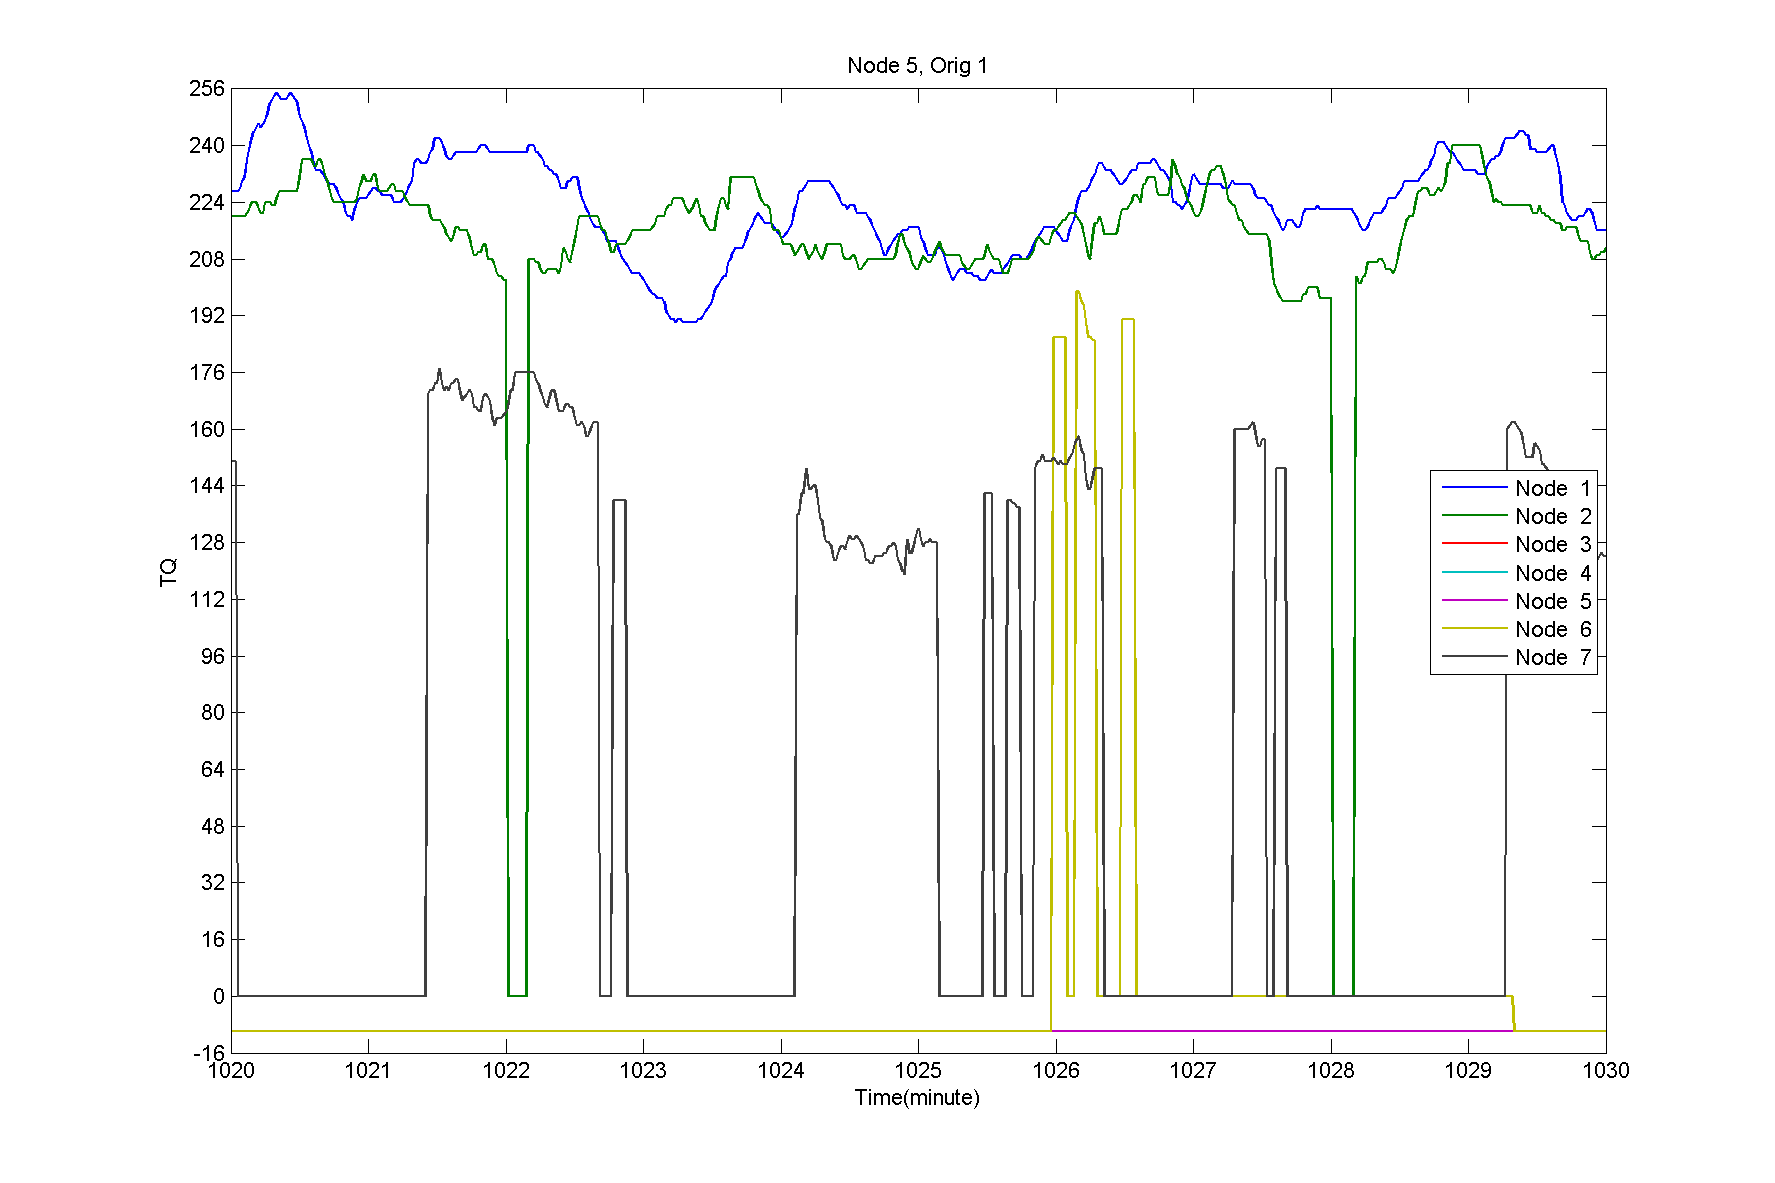 Node 5, Orig 1
256
240
224
208
192
176
160
144
128
112
96
80
64
48
32
16
0
-16
TQ
Node 1
Node 2
Node 3
Node 4
Node 5
Node 6
Node 7
1020 1021 1022 1023 1024 1025 1026 1027 1028 1029 1030
Time(minute)